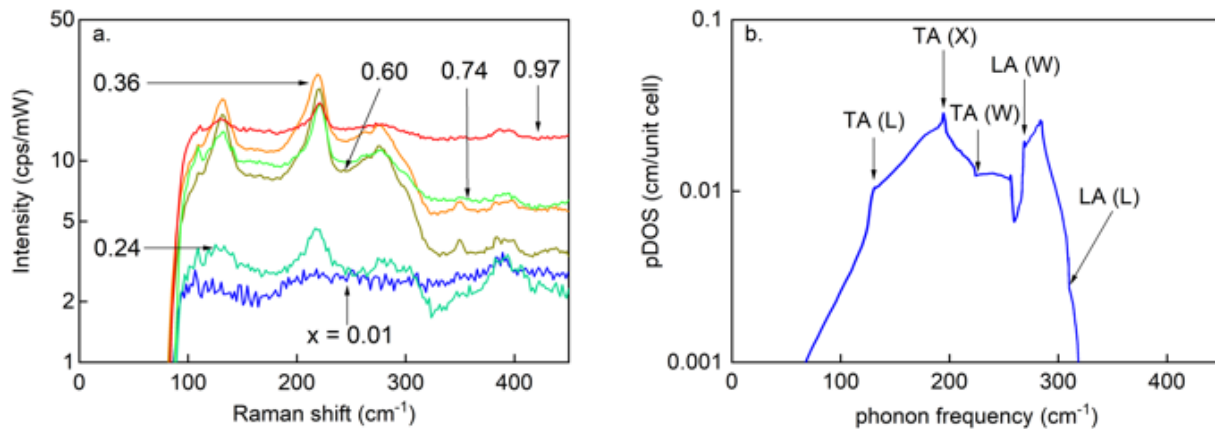 a.
50
10
5
2
1
Intensity (cps/mW)
0.36
0.60
0.74
0.97
0.24
x = 0.01
100
200
300
400
Raman shift (cm⁻¹)
b.
0.1
0.01
0.001
pDOS (cm/unit cell)
TA (X)
LA (W)
TA (L)
TA (W)
LA (L)
0
100
200
300
400
phonon frequency (cm⁻¹)